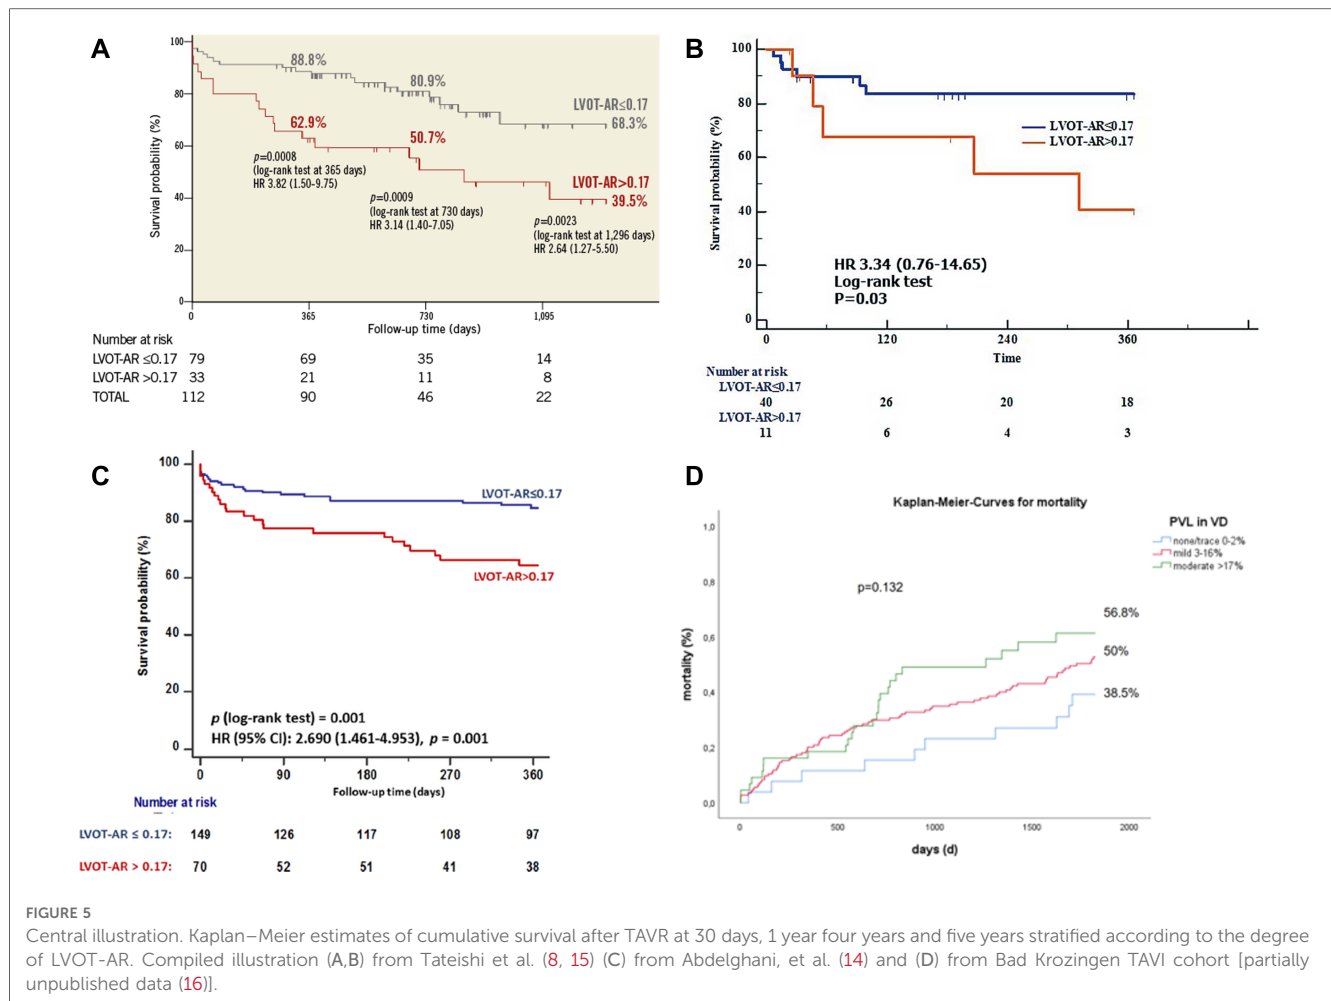 A
100
80
60
40
20
0
Survival probability (%)
88.8%
80.9%
LVOT-AR≤0.17
68.3%
62.9%
50.7%
LVOT-AR>0.17
39.5%
p=0.0008
(log-rank test at 365 days)
HR 3.82 (1.50-9.75)
p=0.0009
(log-rank test at 730 days)
HR 3.14 (1.40-7.05)
p=0.0023
(log-rank test at 1,296 days)
HR 2.64 (1.27-5.50)
0 365 730 1,095
Follow-up time (days)
Number at risk
LVOT-AR ≤0.17 79 69 35 14
LVOT-AR >0.17 33 21 11 8
TOTAL 112 90 46 22
B
100
80
60
40
20
0
Survival probability (%)
LVOT-AR≤0.17
LVOT-AR>0.17
HR 3.34 (0.76-14.65)
Log-rank test
P=0.03
0 120 240 360
Time
Number at risk
LVOT-AR≤0.17
40 26 20 18
LVOT-AR>0.17
11 6 4 3
C
100
80
60
40
20
0
Survival probability (%)
LVOT-AR≤0.17
LVOT-AR>0.17
p (log-rank test) = 0.001
HR (95% CI): 2.690 (1.461-4.953), p = 0.001
0 90 180 270 360
Follow-up time (days)
Number at risk
LVOT-AR ≤ 0.17: 149 126 117 108 97
LVOT-AR > 0.17: 70 52 51 41 38
D
Kaplan-Meier-Curves for mortality
1,0
0,8
0,6
0,4
0,2
0,0
mortality (%)
PVL in VD
none/trace 0-2%
mild 3-16%
moderate >17%
p=0.132
56.8%
50%
38.5%
0 500 1000 1500 2000
days (d)
FIGURE 5
Central illustration. Kaplan–Meier estimates of cumulative survival after TAVR at 30 days, 1 year four years and five years stratified according to the degree
of LVOT-AR. Compiled illustration (A,B) from Tateishi et al. (8, 15) (C) from Abdelghani, et al. (14) and (D) from Bad Krozingen TAVI cohort [partially
unpublished data (16)].